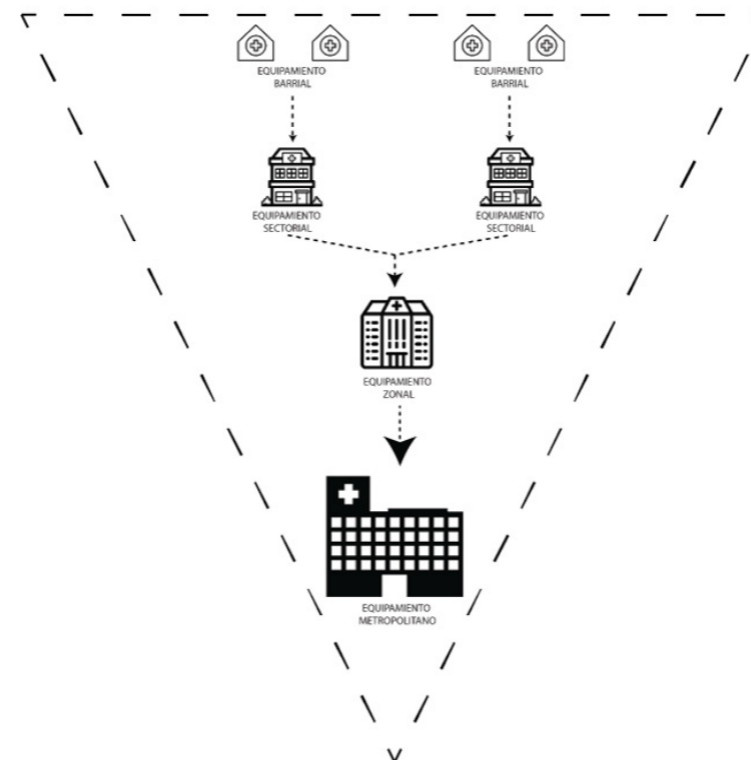 EQUIPAMIENTO
BARRIAL
EQUIPAMIENTO
BARRIAL
EQUIPAMIENTO
SECTORIAL
EQUIPAMIENTO
SECTORIAL
EQUIPAMIENTO
ZONAL
EQUIPAMIENTO
METROPOLITANO